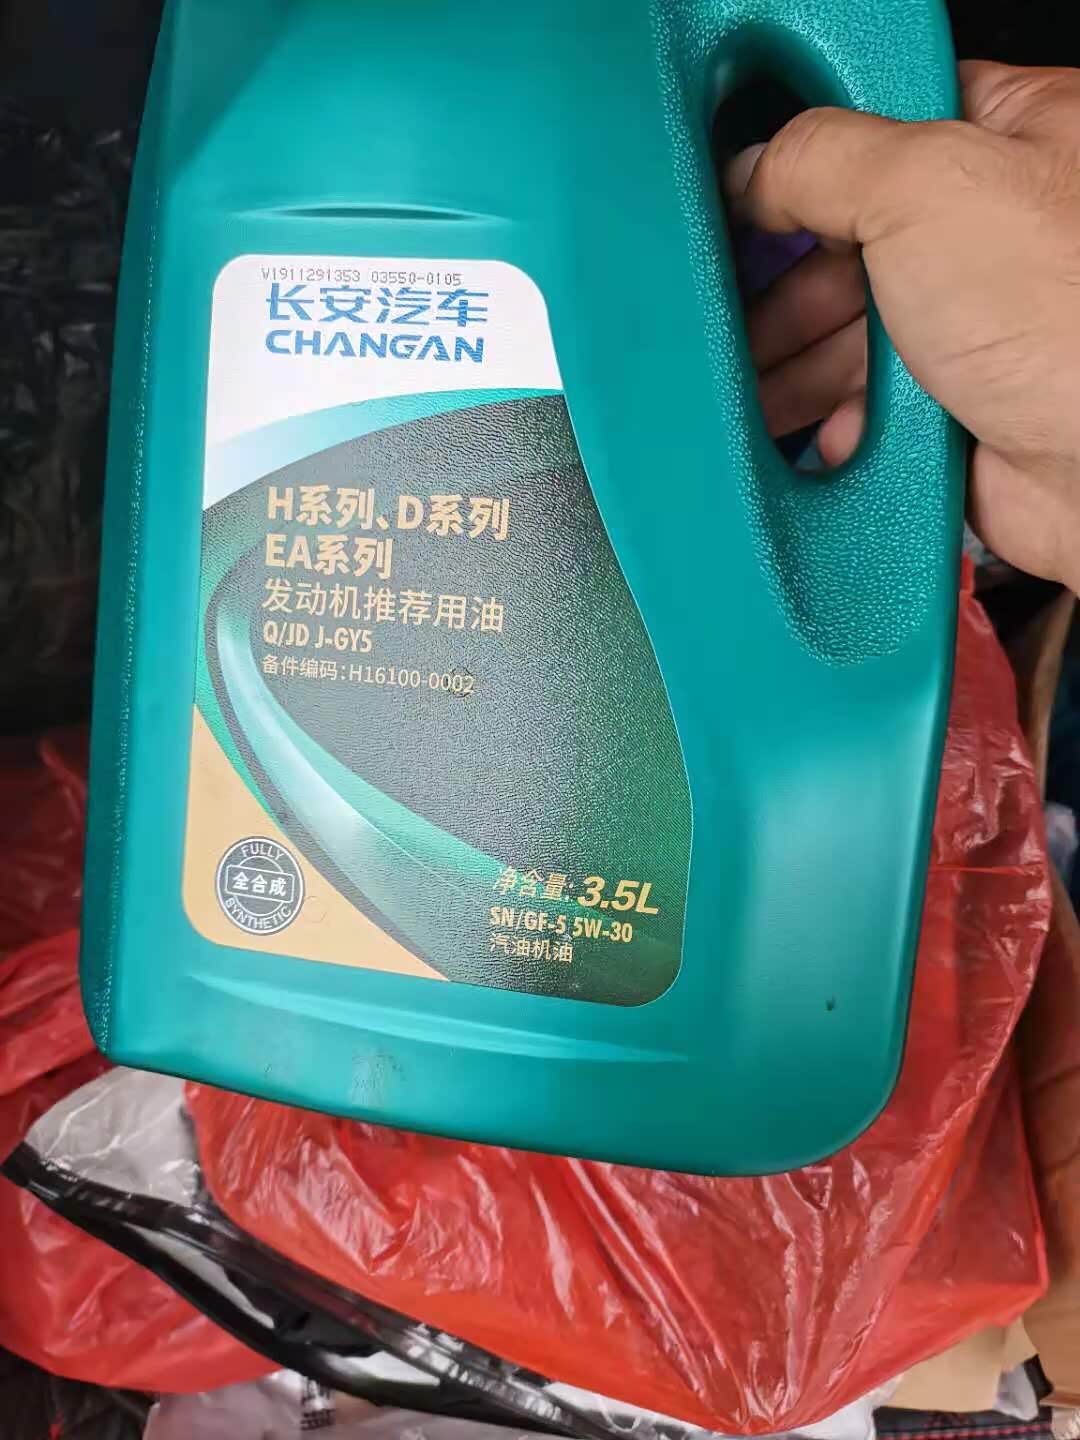 V1911291353 03550-0105
长安汽车
CHANGAN
H系列、D系列
EA系列
发动机推荐用油
Q/JD J-GY5
备件编码:H16100-0002
FULLY
全合成
SYNTHETIC
净含量:3.5L
SN/GF-5 5W-30
汽油机油